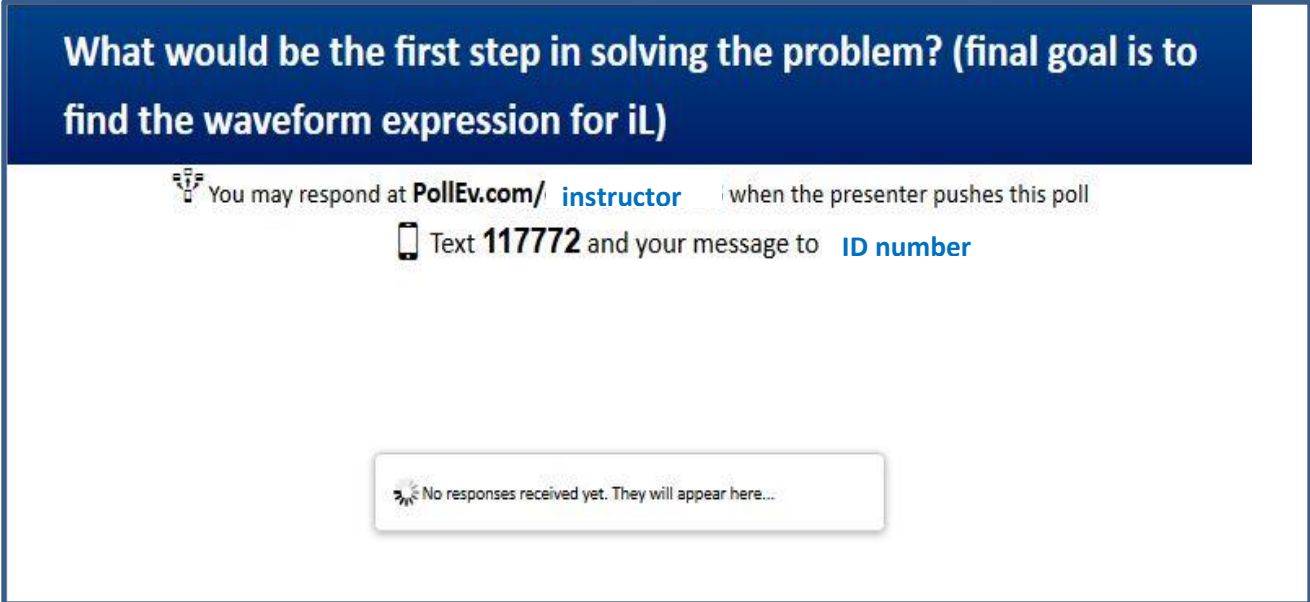 What would be the first step in solving the problem? (final goal is to
find the waveform expression for iL)
You may respond at PollEv.com/ instructor when the presenter pushes this poll
Text 117772 and your message to ID number
No responses received yet. They will appear here...